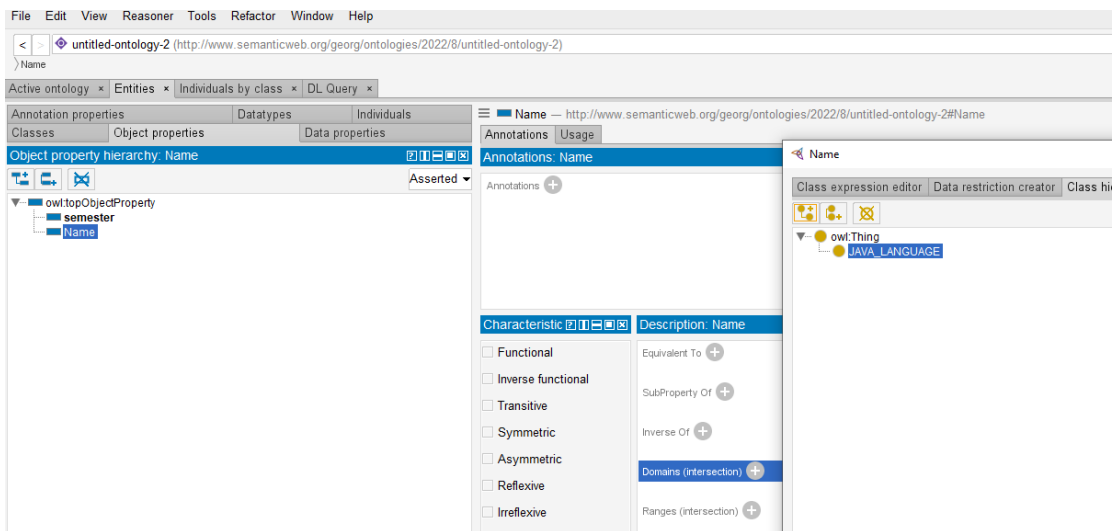 File Edit View Reasoner Tools Refactor Window Help
< > untitled-ontology-2 (http://www.semanticweb.org/georg/ontologies/2022/8/untitled-ontology-2)
Name
Active ontology × Entities × Individuals by class × DL Query ×
Annotation properties Datatypes Individuals
Classes Object properties Data properties
Object property hierarchy: Name
Asserted
owl:topObjectProperty
semester
Name
Name — http://www.semanticweb.org/georg/ontologies/2022/8/untitled-ontology-2#Name
Annotations Usage
Annotations: Name
Annotations
Characteristic
Functional
Inverse functional
Transitive
Symmetric
Asymmetric
Reflexive
Irreflexive
Description: Name
Equivalent To
SubProperty Of
Inverse Of
Domains (intersection)
Ranges (intersection)
Name
Class expression editor Data restriction creator Class hi
owl:Thing
JAVA_LANGUAGE